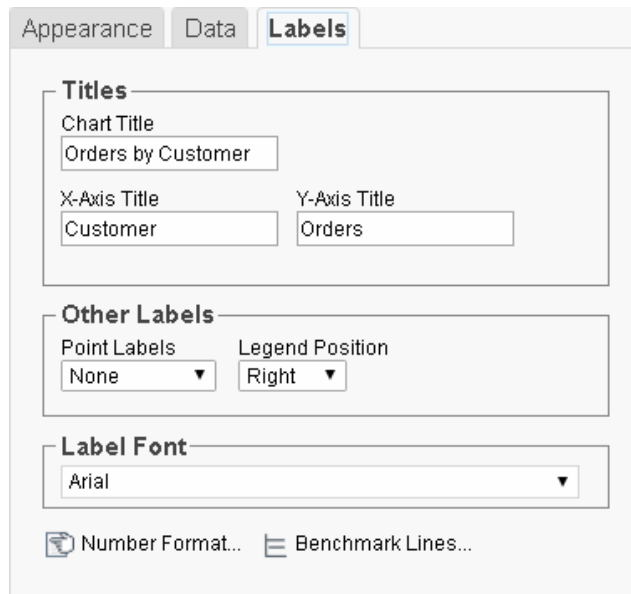 Appearance Data Labels
Titles
Chart Title
Orders by Customer
X-Axis Title Y-Axis Title
Customer Orders
Other Labels
Point Labels Legend Position
None Right
Label Font
Arial
Number Format... Benchmark Lines...